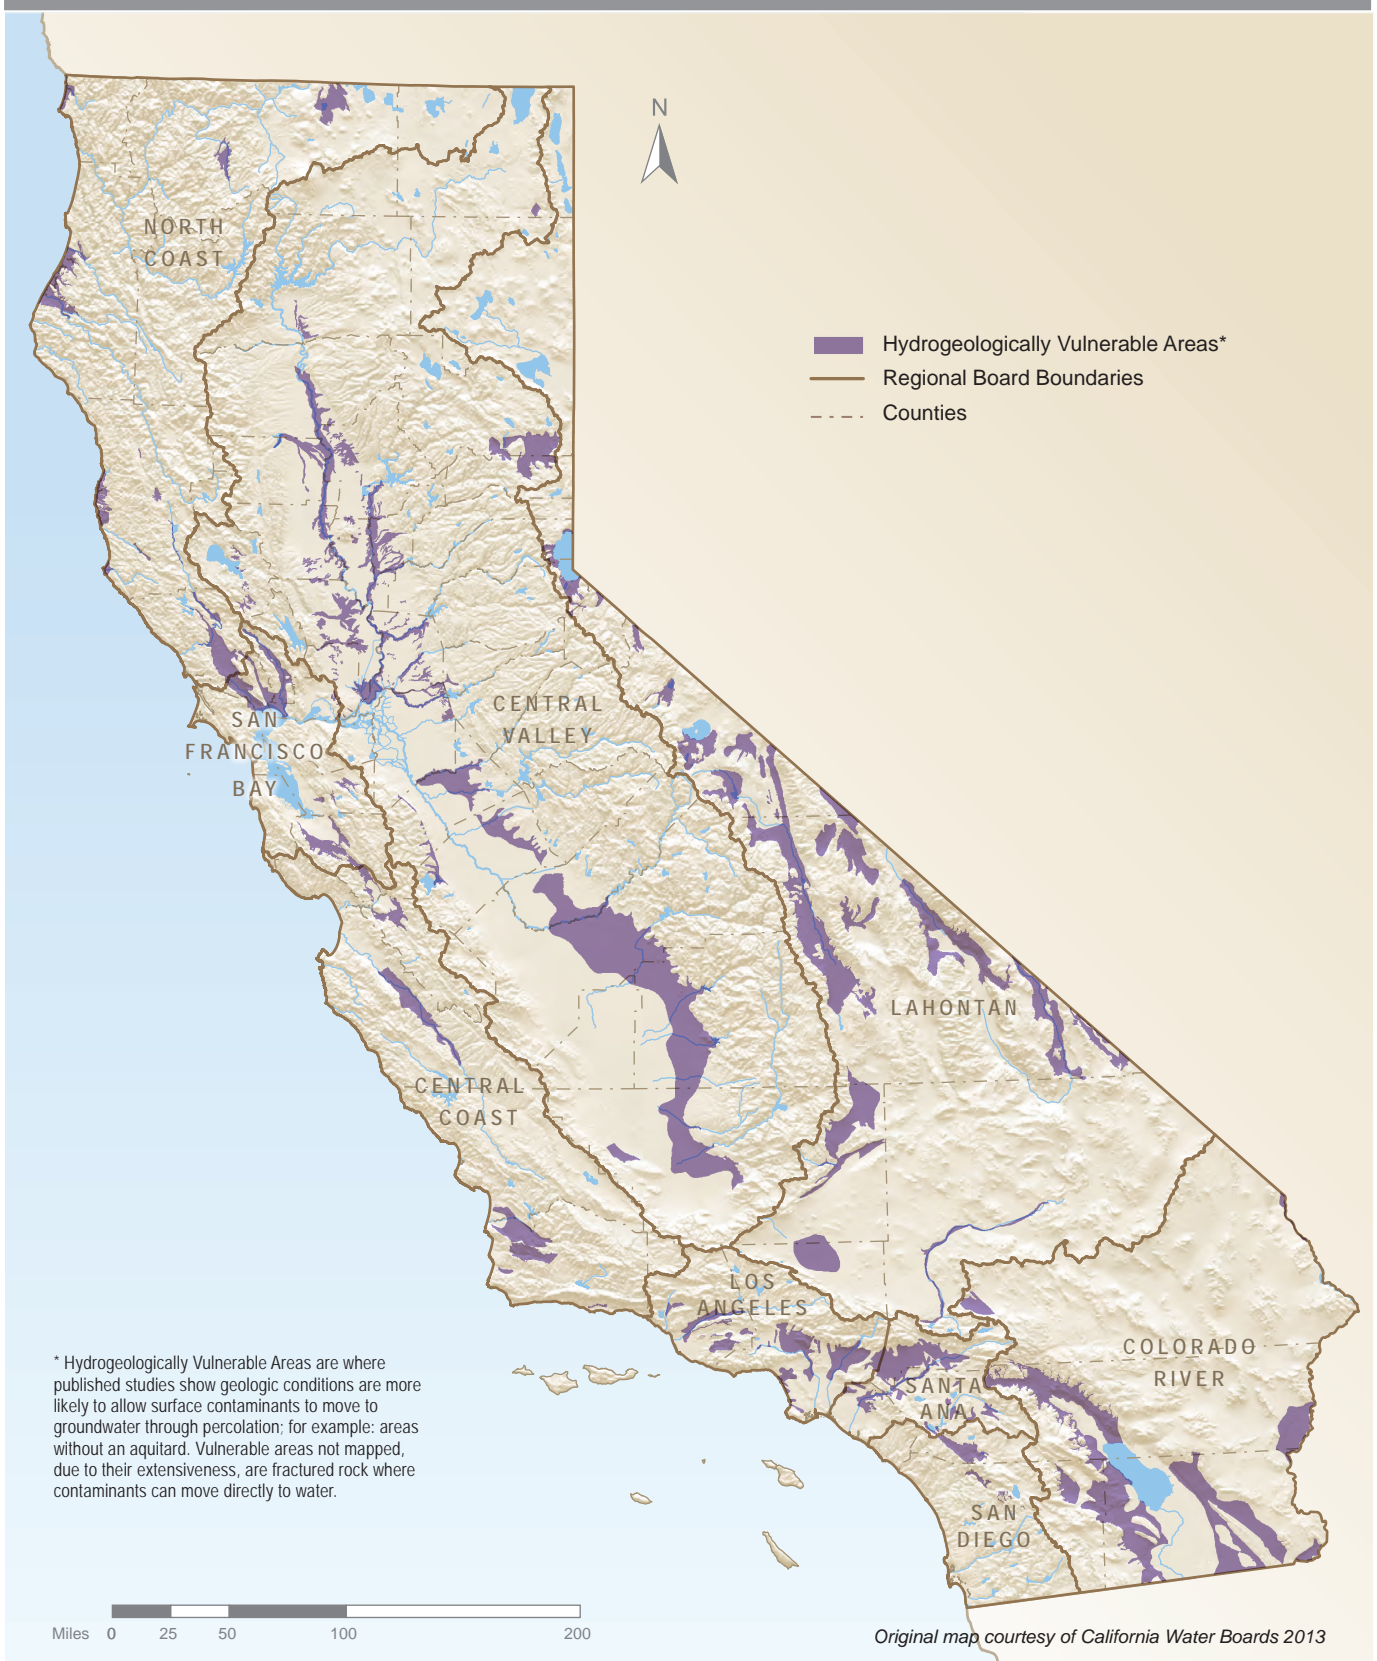 N
NORTH
COAST
Hydrogeologically Vulnerable Areas*
Regional Board Boundaries
Counties
CENTRAL
VALLEY
SAN
FRANCISCO
BAY
LAHONTAN
CENTRAL
COAST
LOS
ANGELES
COLORADO
RIVER
SANTA
ANA
SAN
DIEGO
* Hydrogeologically Vulnerable Areas are where
published studies show geologic conditions are more
likely to allow surface contaminants to move to
groundwater through percolation; for example: areas
without an aquitard. Vulnerable areas not mapped,
due to their extensiveness, are fractured rock where
contaminants can move directly to water.
Miles 0 25 50 100 200
Original map courtesy of California Water Boards 2013